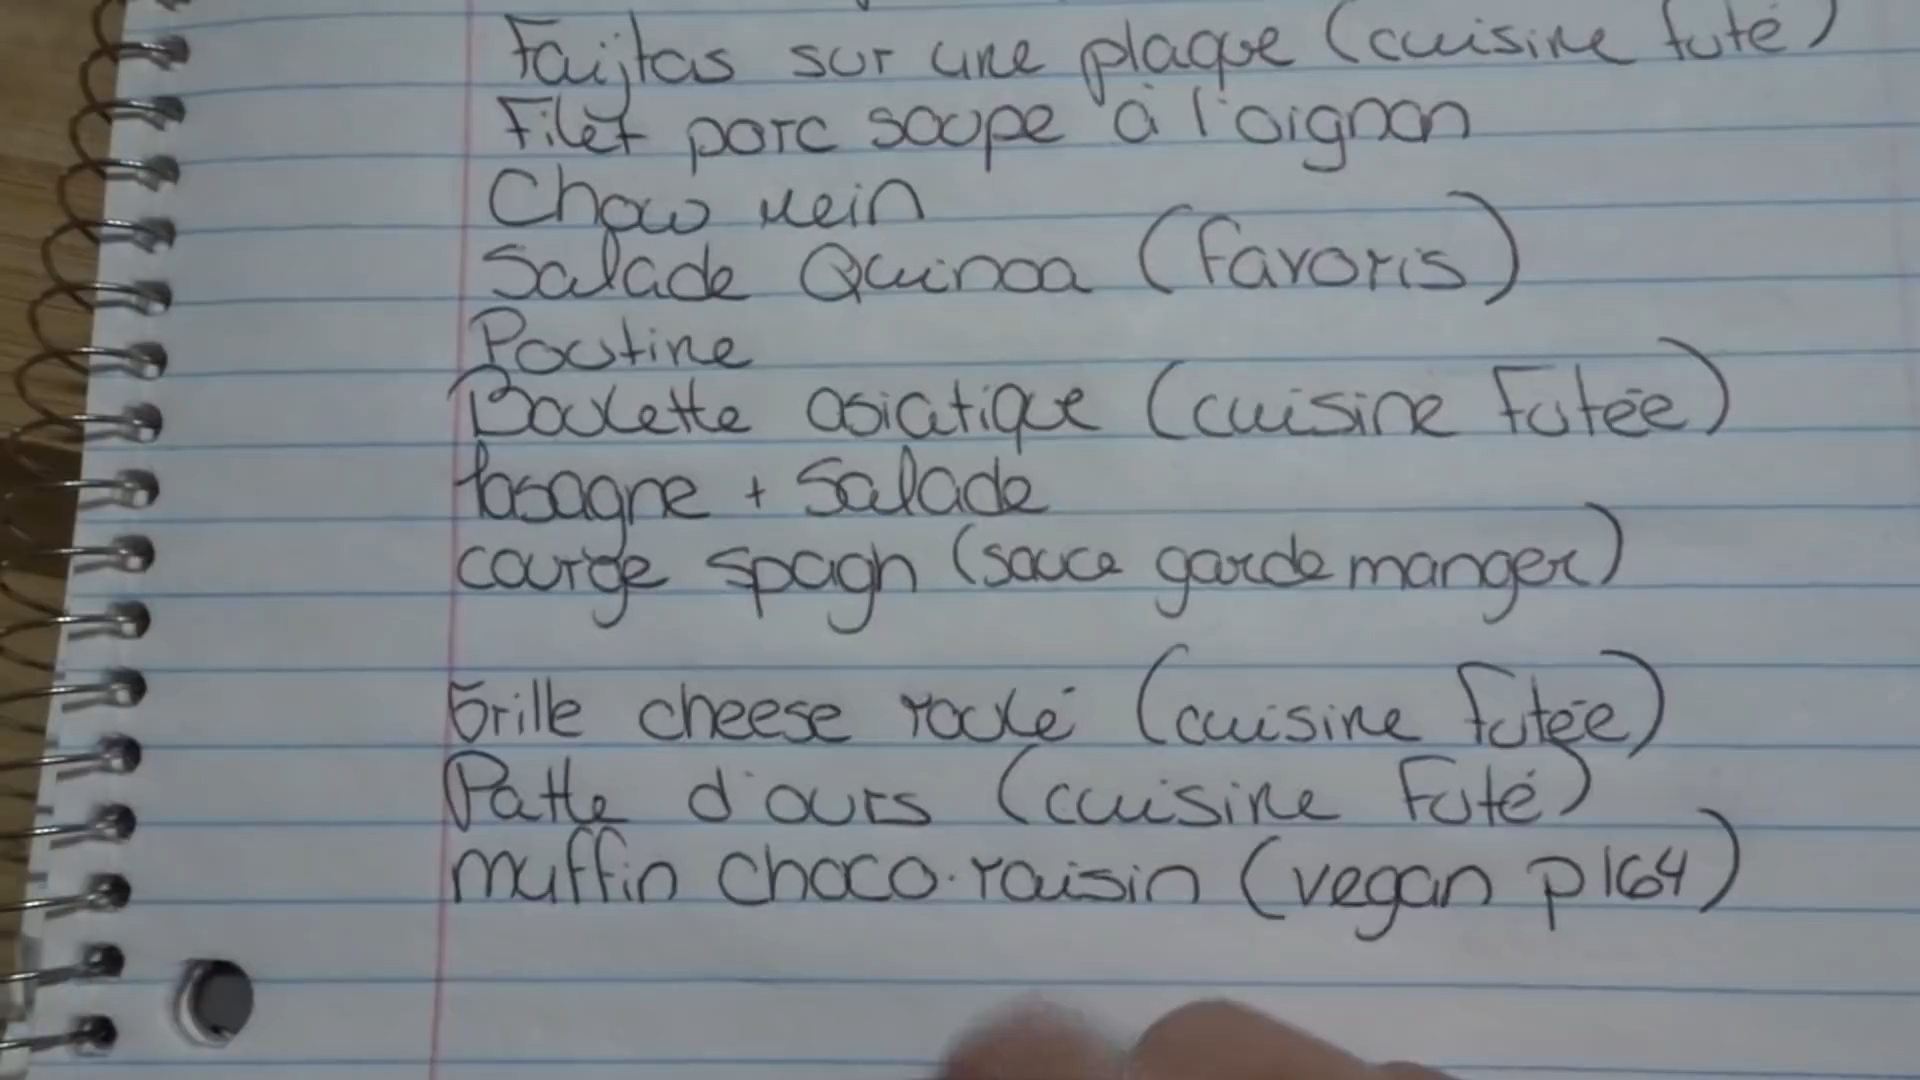 Faijtas sur une plaque (cuisine futé)
Filet porc soupe à l'oignon
Chow mein
Salade Quinoa (favoris)
Poutine
Boulette asiatique (cuisine Futée)
lasagne + Salade
courge spagh (sauce garde manger)
Grille cheese roulé (cuisine futée)
Patte d'ours (cuisine Futé)
muffin choco-raisin (vegan p164)